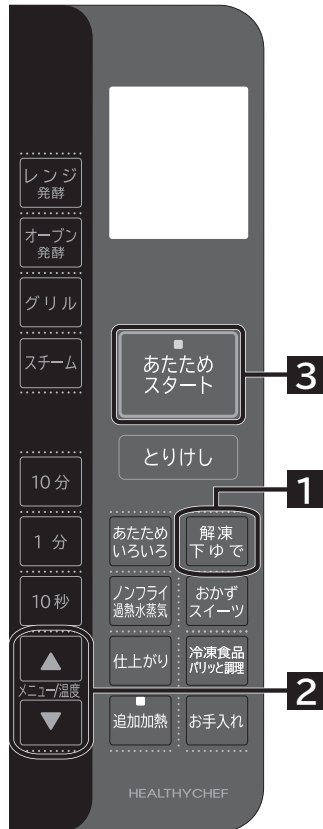 レンジ
発酵
オーブン
発酵
グリル
スチーム
あたため
スタート
3
とりけし
10分
1
1分
あたため
いろいろ
解凍
下ゆで
10秒
ノンフライ
過熱水蒸気
おかず
スイーツ
▲
メニュー/温度
▼
2
仕上がり
冷凍食品
パリッと調理
追加加熱
お手入れ
HEALTHYCHEF